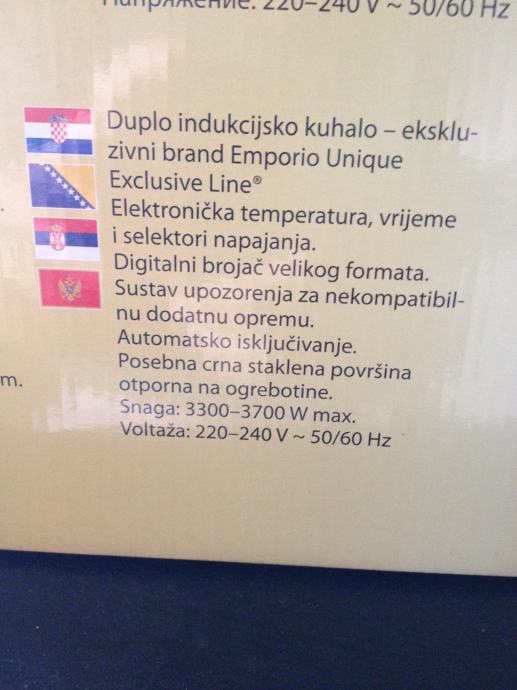 Напряжение: 220–240 V ~ 50/60 Hz
Duplo indukcijsko kuhalo – eksklu-
zivni brand Emporio Unique
Exclusive Line®
Elektronička temperatura, vrijeme
i selektori napajanja.
Digitalni brojač velikog formata.
Sustav upozorenja za nekompatibil-
nu dodatnu opremu.
Automatsko isključivanje.
Posebna crna staklena površina
m.
otporna na ogrebotine.
Snaga: 3300–3700 W max.
Voltaža: 220–240 V ~ 50/60 Hz